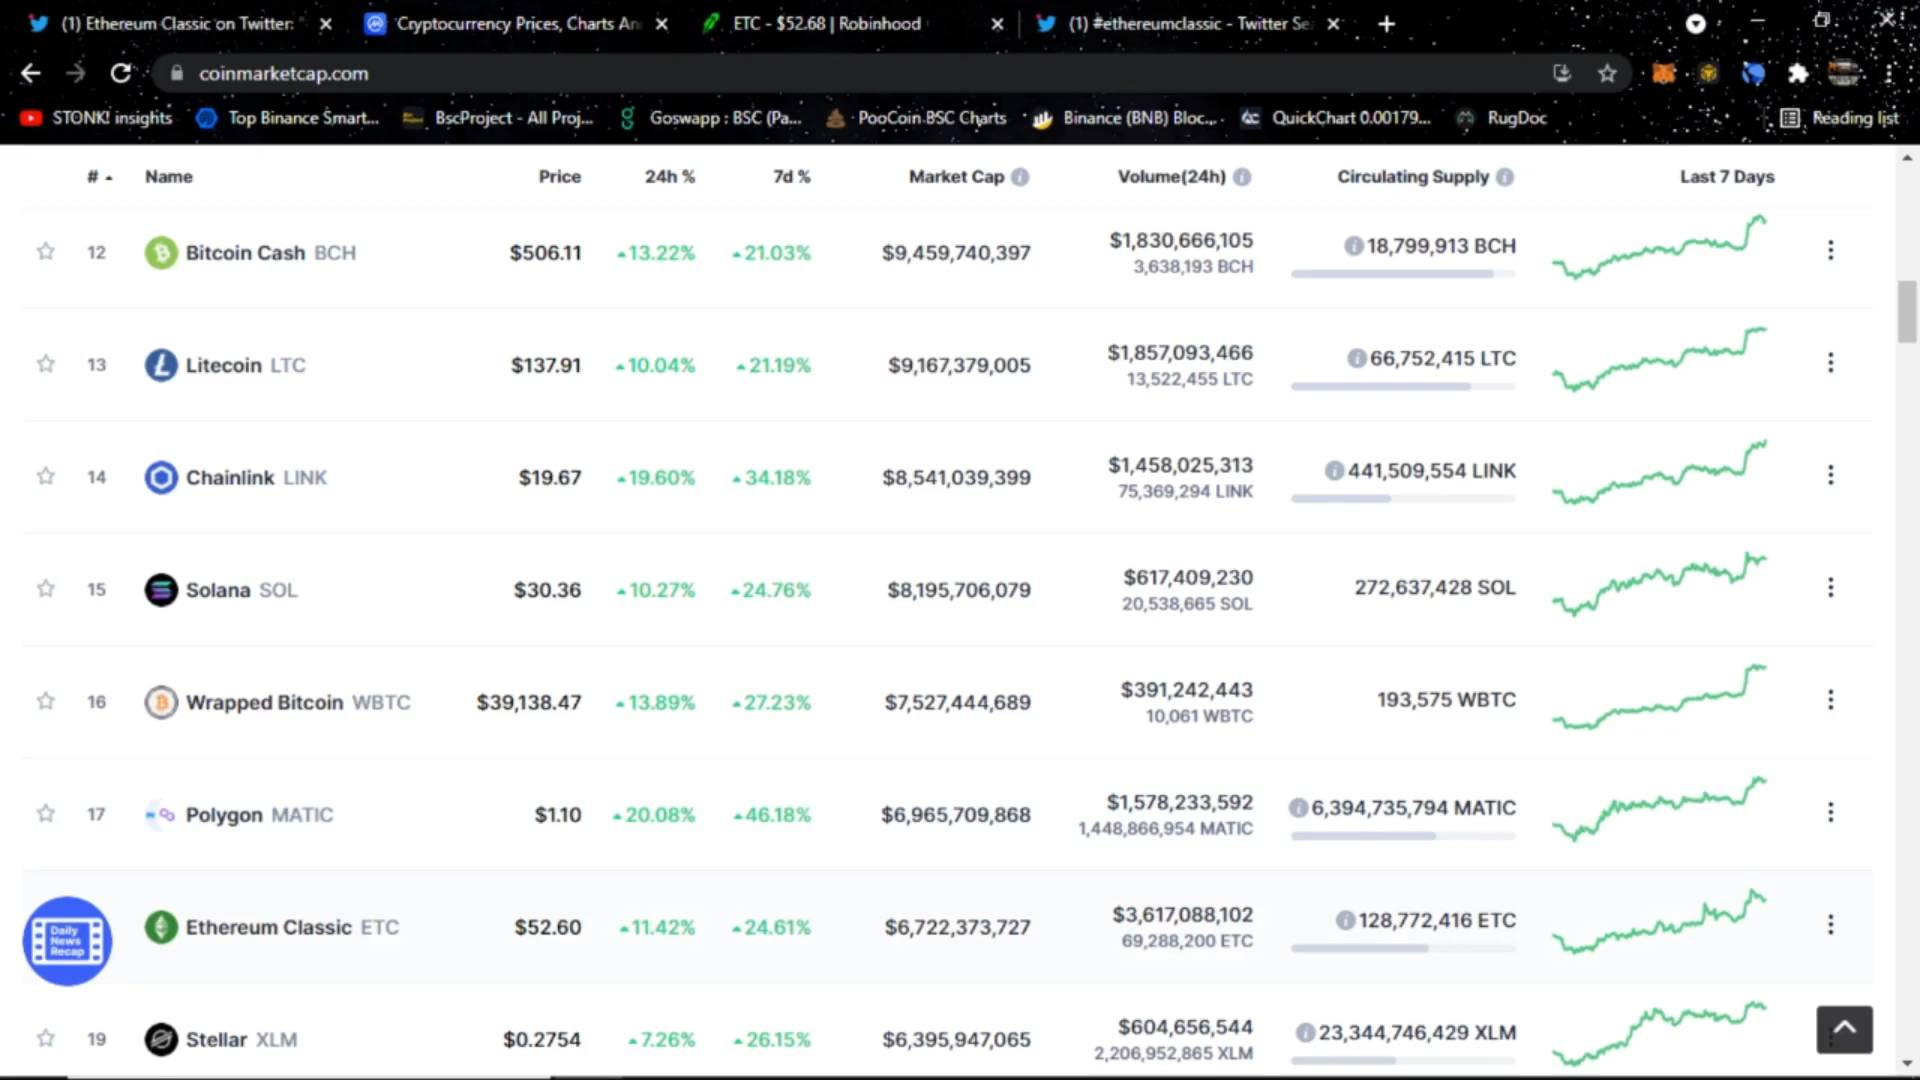 (1) Ethereum Classic on Twitter:
Cryptocurrency Prices, Charts An
ETC - $52.68 | Robinhood
(1) #ethereumclassic - Twitter Se
coinmarketcap.com
STONK! insights
Top Binance Smart...
BscProject - All Proj...
Goswapp : BSC (Pa...
PooCoin BSC Charts
Binance (BNB) Bloc...
QuickChart 0.00179...
RugDoc
Reading list
# Name Price 24h % 7d % Market Cap Volume(24h) Circulating Supply Last 7 Days
12 Bitcoin Cash BCH $506.11 13.22% 21.03% $9,459,740,397 $1,830,666,105 18,799,913 BCH
3,638,193 BCH
13 Litecoin LTC $137.91 10.04% 21.19% $9,167,379,005 $1,857,093,466 66,752,415 LTC
13,522,455 LTC
14 Chainlink LINK $19.67 19.60% 34.18% $8,541,039,399 $1,458,025,313 441,509,554 LINK
75,369,294 LINK
15 Solana SOL $30.36 10.27% 24.76% $8,195,706,079 $617,409,230 272,637,428 SOL
20,538,665 SOL
16 Wrapped Bitcoin WBTC $39,138.47 13.89% 27.23% $7,527,444,689 $391,242,443 193,575 WBTC
10,061 WBTC
17 Polygon MATIC $1.10 20.08% 46.18% $6,965,709,868 $1,578,233,592 6,394,735,794 MATIC
1,448,866,954 MATIC
Daily
News
Recap
Ethereum Classic ETC $52.60 11.42% 24.61% $6,722,373,727 $3,617,088,102 128,772,416 ETC
69,288,200 ETC
19 Stellar XLM $0.2754 7.26% 26.15% $6,395,947,065 $604,656,544 23,344,746,429 XLM
2,206,952,865 XLM